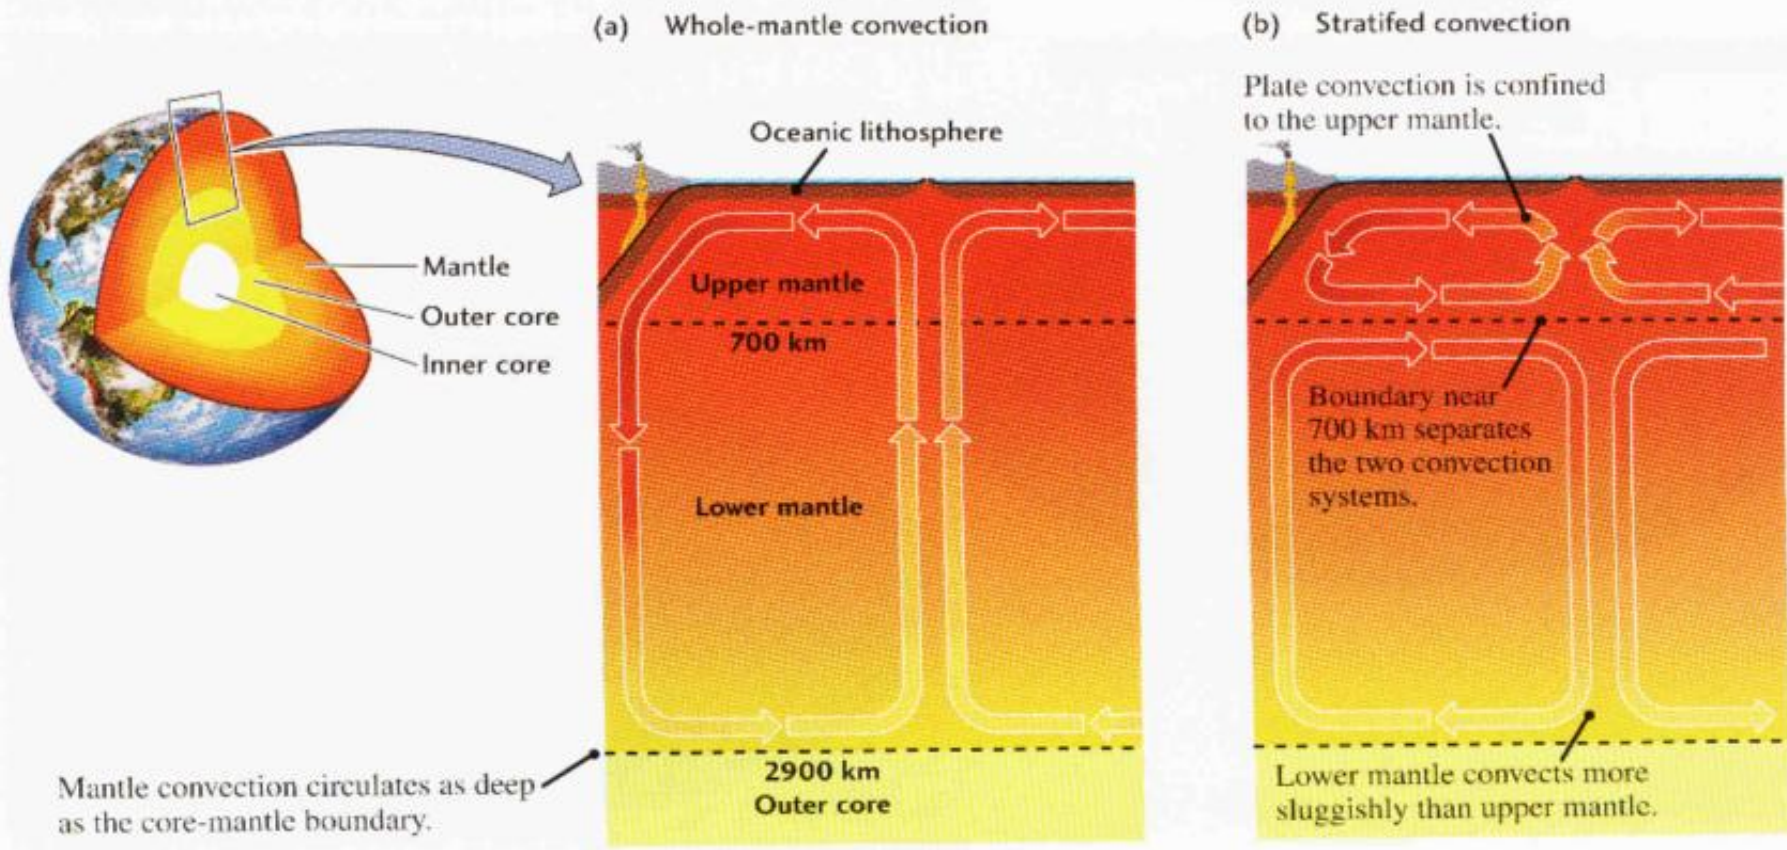 (a) Whole-mantle convection
Oceanic lithosphere
Mantle
Outer core
Inner core
Upper mantle
700 km
Lower mantle
2900 km
Outer core
Mantle convection circulates as deep
as the core-mantle boundary.
(b) Stratifed convection
Plate convection is confined
to the upper mantle.
Boundary near
700 km separates
the two convection
systems.
Lower mantle convects more
sluggishly than upper mantle.